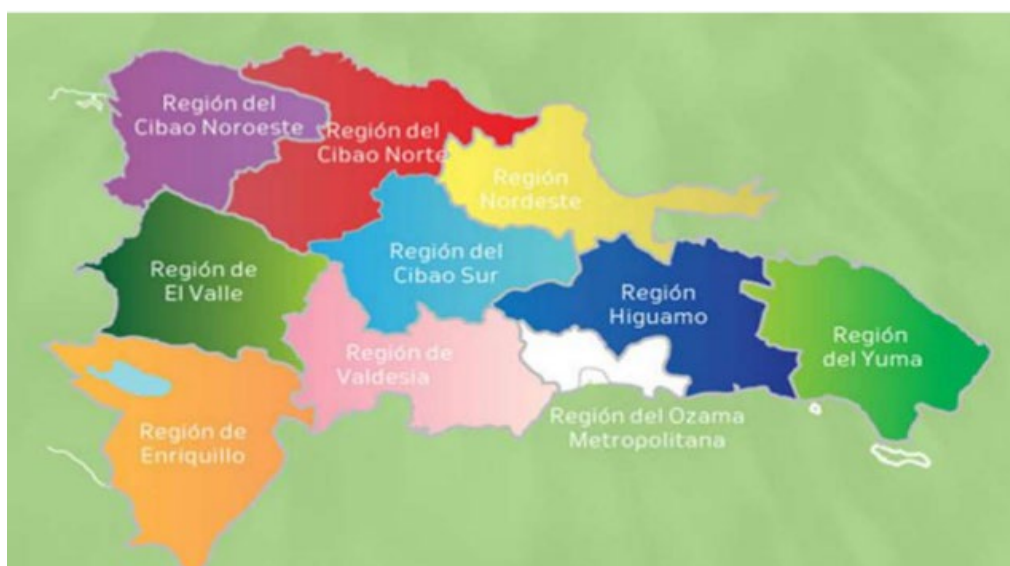 Región del
Cibao Noroeste
Región del
Cibao Norte
Región
Nordeste
Región de
El Valle
Región del
Cibao Sur
Región
Higuamo
Región
del Yuma
Región de
Valdesia
Región del Ozama
Metropolitana
Región de
Enriquillo